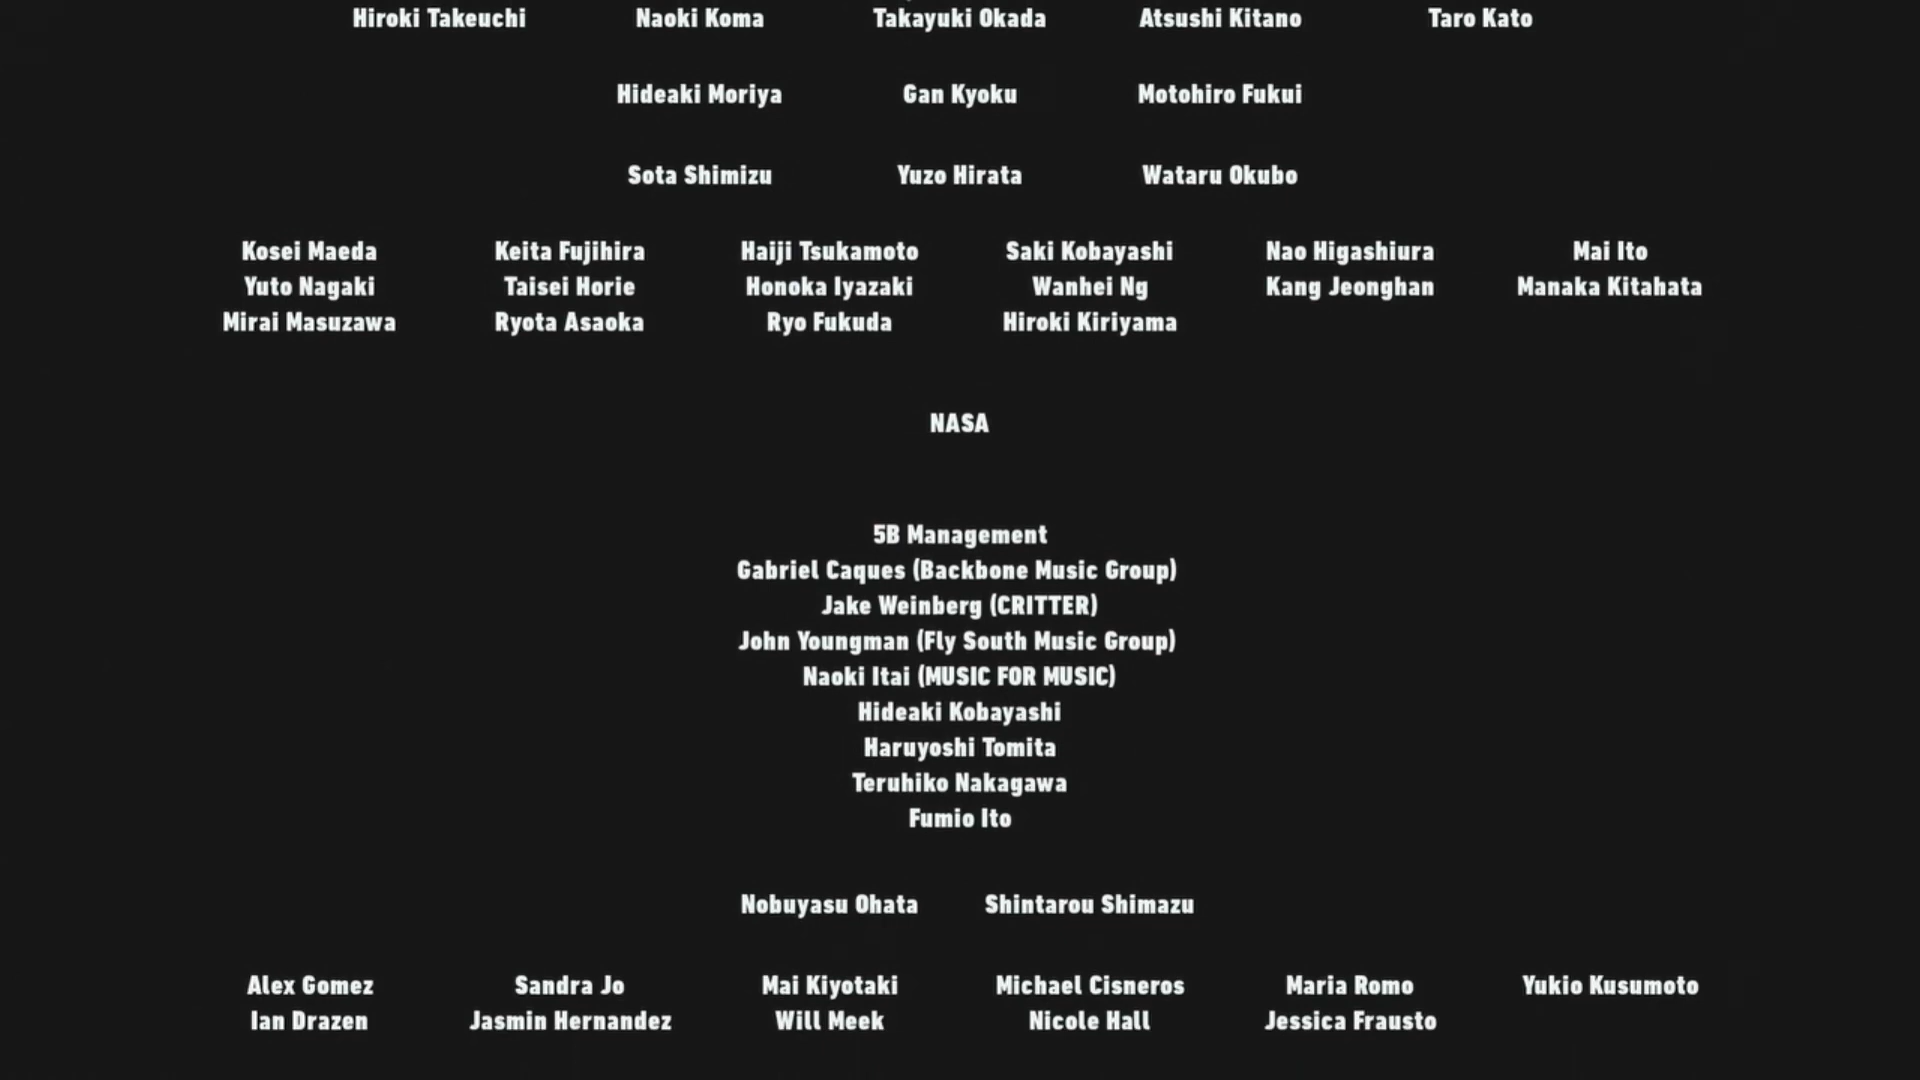 Hiroki Takeuchi Naoki Koma Takayuki Okada Atsushi Kitano Taro Kato
Hideaki Moriya Gan Kyoku Motohiro Fukui
Sota Shimizu Yuzo Hirata Wataru Okubo
Kosei Maeda Keita Fujihira Haiji Tsukamoto Saki Kobayashi Nao Higashiura Mai Ito
Yuto Nagaki Taisei Horie Honoka Iyazaki Wanhei Ng Kang Jeonghan Manaka Kitahata
Mirai Masuzawa Ryota Asaoka Ryo Fukuda Hiroki Kiriyama
NASA
5B Management
Gabriel Caques (Backbone Music Group)
Jake Weinberg (CRITTER)
John Youngman (Fly South Music Group)
Naoki Itai (MUSIC FOR MUSIC)
Hideaki Kobayashi
Haruyoshi Tomita
Teruhiko Nakagawa
Fumio Ito
Nobuyasu Ohata Shintarou Shimazu
Alex Gomez Sandra Jo Mai Kiyotaki Michael Cisneros Maria Romo Yukio Kusumoto
Ian Drazen Jasmin Hernandez Will Meek Nicole Hall Jessica Frausto